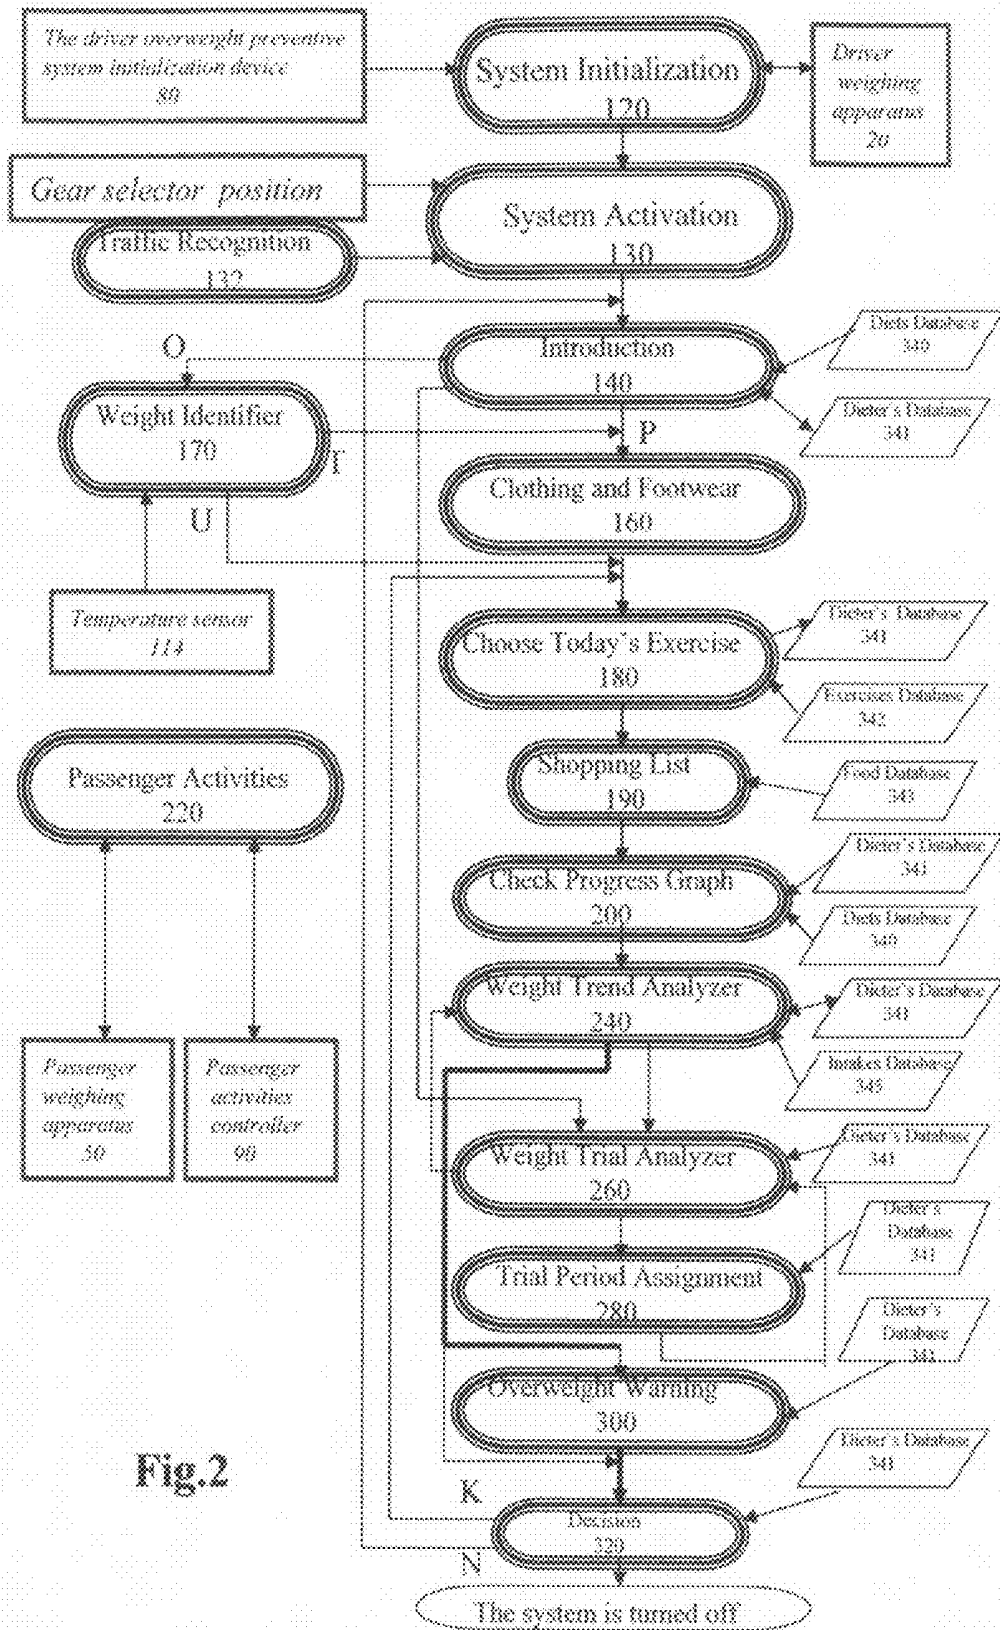 The driver overweight preventive
system initialization device
80
System Initialization
120
Driver
weighing
apparatus
20
Gear selector position
System Activation
130
Traffic Recognition
132
O
Introduction
140
Diets Database
340
Weight Identifier
170
T
P
Dieter's Database
341
U
Clothing and Footwear
160
Temperature sensor
114
Choose Today's Exercise
180
Dieter's Database
341
Exercises Database
342
Passenger Activities
220
Shopping List
190
Food Database
343
Check Progress Graph
200
Dieter's Database
341
Diets Database
340
Weight Trend Analyzer
240
Dieter's Database
341
Intakes Database
345
Passenger
weighing
apparatus
50
Passenger
activities
controller
90
Weight Trial Analyzer
260
Dieter's Database
341
Trial Period Assignment
280
Dieter's
Database
341
Dieter's
Database
341
Overweight Warning
300
Fig.2
K
Dieter's Database
341
Decision
320
N
The system is turned off